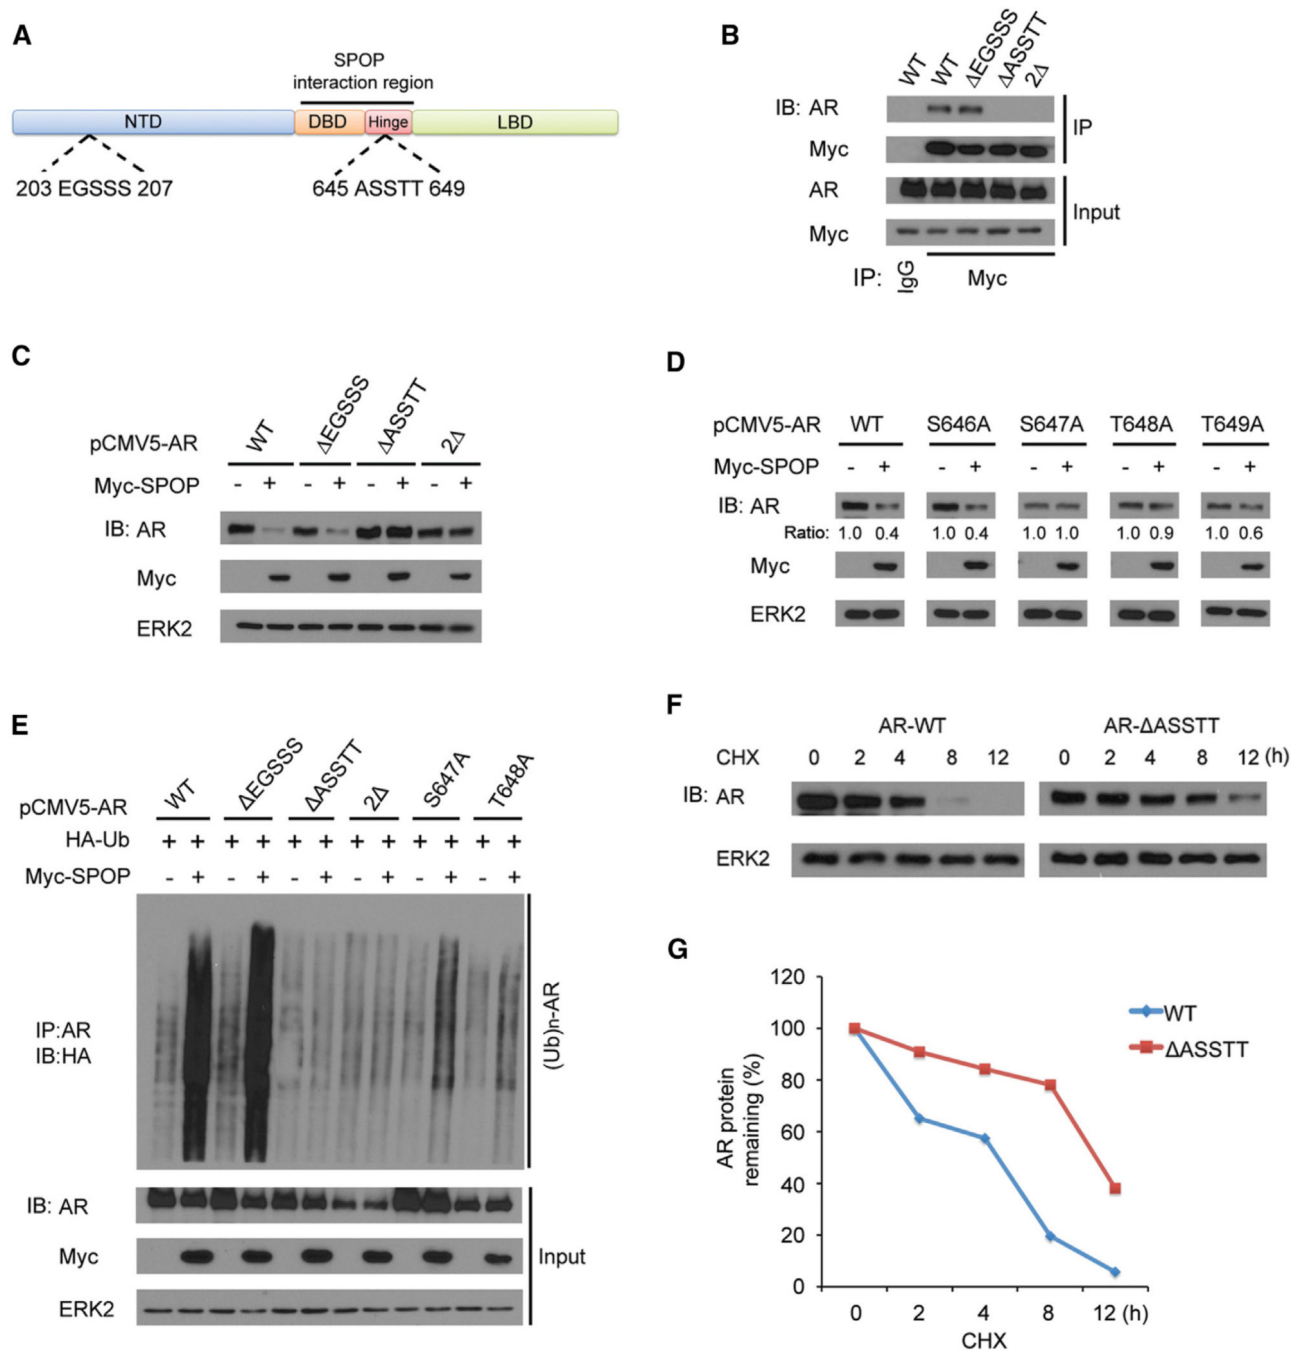 A
SPOP
interaction region
NTD DBD Hinge LBD
203 EGSSS 207 645 ASSTT 649
B
WT WT ΔEGSSS ΔASSTT 2Δ
IB: AR
Myc
IP
AR
Myc
Input
IP: IgG Myc
C
pCMV5-AR WT ΔEGSSS ΔASSTT 2Δ
Myc-SPOP - + - + - + - +
IB: AR
Myc
ERK2
D
pCMV5-AR WT S646A S647A T648A T649A
Myc-SPOP - + - + - + - + - +
IB: AR
Ratio: 1.0 0.4 1.0 0.4 1.0 1.0 1.0 0.9 1.0 0.6
Myc
ERK2
E
pCMV5-AR WT ΔEGSSS ΔASSTT 2Δ S647A T648A
HA-Ub + + + + + + + + + + + +
Myc-SPOP - + - + - + - + - + - +
IP:AR
IB:HA
(Ub)n-AR
IB: AR
Myc
ERK2
Input
F
AR-WT AR-ΔASSTT
CHX 0 2 4 8 12 0 2 4 8 12 (h)
IB: AR
ERK2
G
AR protein
remaining (%)
120
100
80
60
40
20
0
WT
ΔASSTT
0 2 4 8 12 (h)
CHX